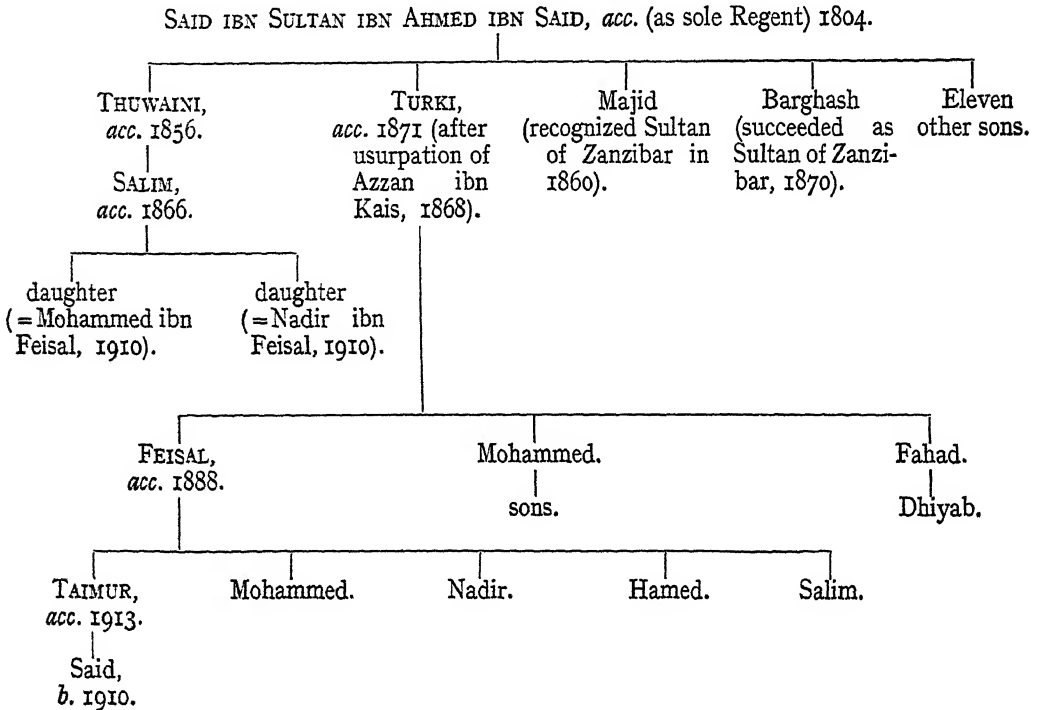 SAID IBN SULTAN IBN AHMED IBN SAID, acc. (as sole Regent) 1804.
THUWAINI,
acc. 1856.
SALIM,
acc. 1866.
TURKI,
acc. 1871 (after
usurpation of
Azzan ibn
Kais, 1868).
Majid
(recognized Sultan
of Zanzibar in
1860).
Barghash
(succeeded as
Sultan of Zanzi-
bar, 1870).
Eleven
other sons.
daughter
(=Mohammed ibn
Feisal, 1910).
daughter
(=Nadir ibn
Feisal, 1910).
FEISAL,
acc. 1888.
Mohammed.
sons.
Fahad.
Dhiyab.
TAIMUR,
acc. 1913.
Mohammed.
Nadir.
Hamed.
Salim.
Said,
b. 1910.